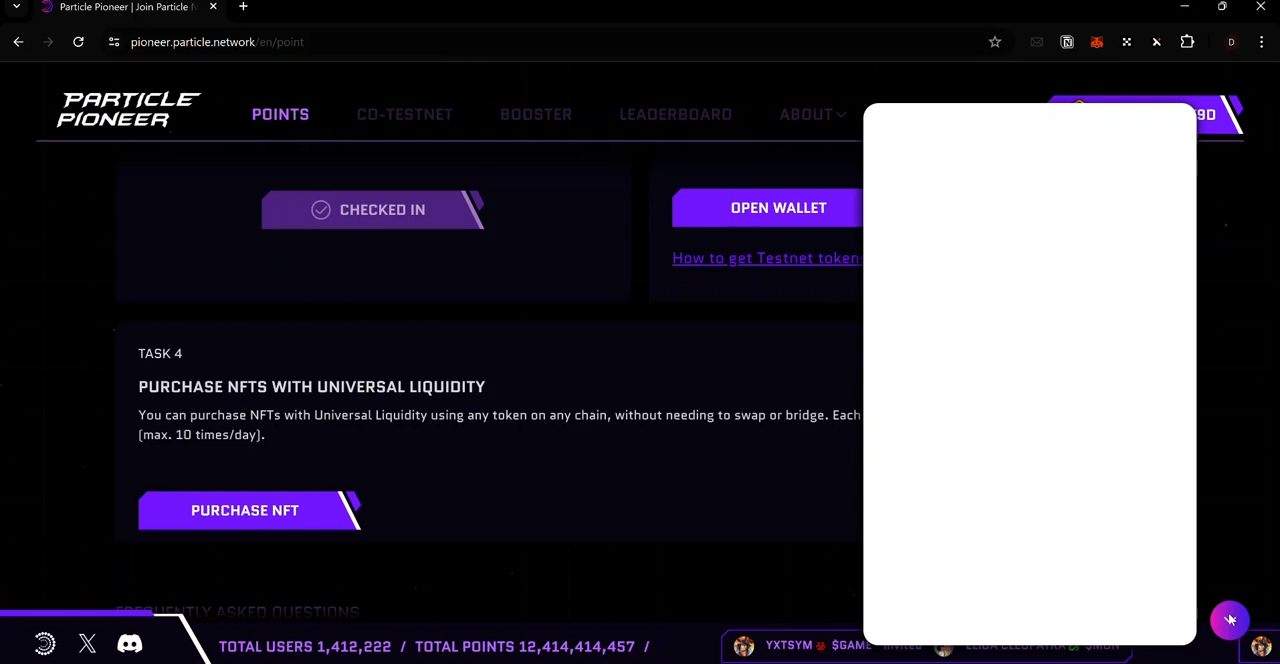 Particle Pioneer | Join Particle N
pioneer.particle.network/en/point
D
PARTICLE
PIONEER
POINTS
CO-TESTNET
BOOSTER
LEADERBOARD
ABOUT
9D
CHECKED IN
OPEN WALLET
How to get Testnet token
TASK 4
PURCHASE NFTS WITH UNIVERSAL LIQUIDITY
You can purchase NFTs with Universal Liquidity using any token on any chain, without needing to swap or bridge. Each
(max. 10 times/day).
PURCHASE NFT
FREQUENTLY ASKED QUESTIONS
TOTAL USERS 1,412,222 / TOTAL POINTS 12,414,414,457 /
YXTSYM $GAME invited